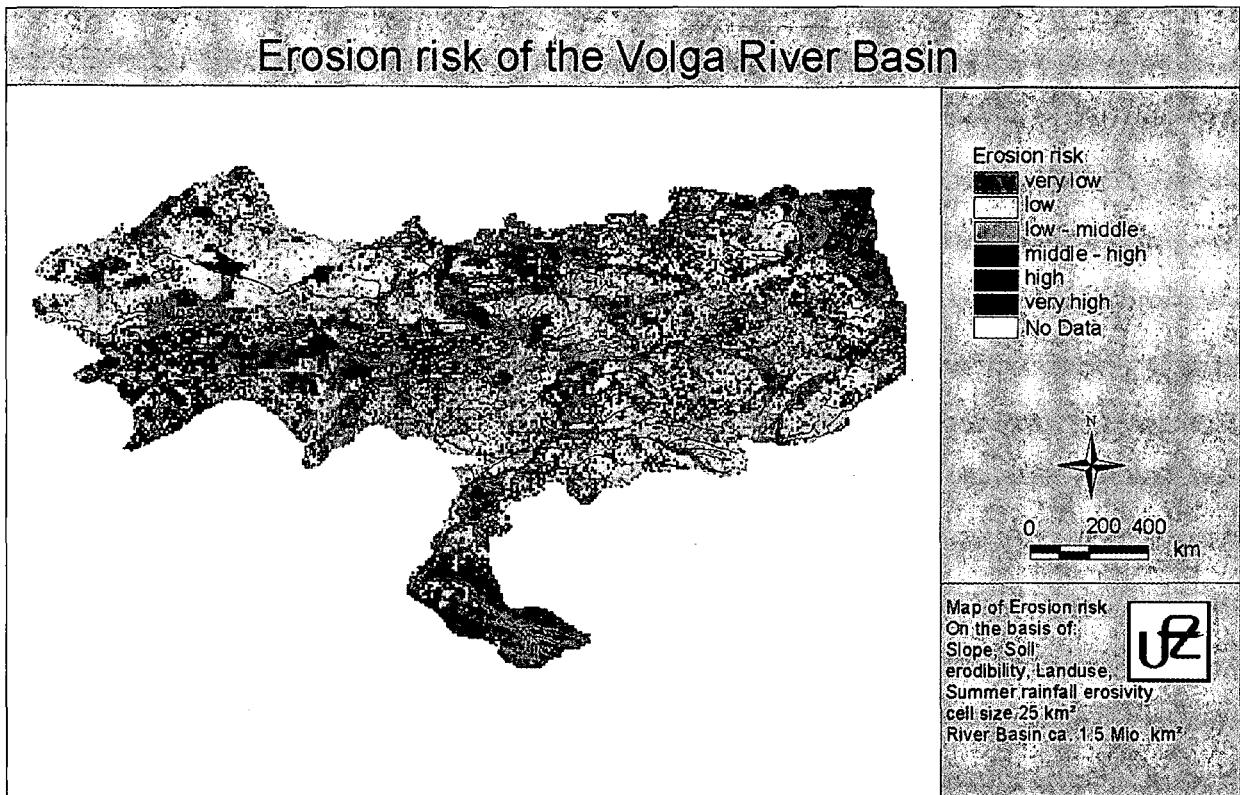 Erosion risk of the Volga River Basin
Moscow
Erosion risk
very low
low
low - middle
middle - high
high
very high
No Data
N
0 200 400
km
Map of Erosion risk
On the basis of:
Slope, Soil
erodibility, Landuse,
Summer rainfall erosivity
cell size 25 km²
River Basin ca. 1.5 Mio. km²
UFZ